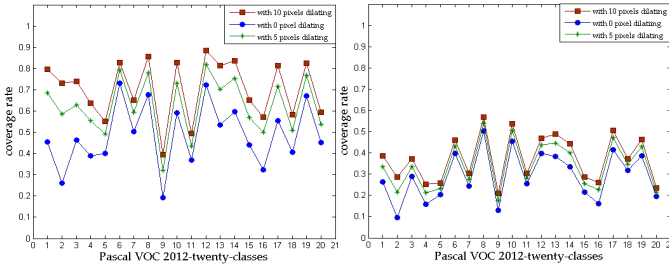 with 10 pixels dilating
with 0 pixel dilating
with 5 pixels dilating
coverage rate
1
0.9
0.8
0.7
0.6
0.5
0.4
0.3
0.2
0.1
0
0 1 2 3 4 5 6 7 8 9 10 11 12 13 14 15 16 17 18 19 20 21
Pascal VOC 2012-twenty-classes
with 10 pixels dilating
with 0 pixel dilating
with 5 pixels dilating
coverage rate
1
0.9
0.8
0.7
0.6
0.5
0.4
0.3
0.2
0.1
0
0 1 2 3 4 5 6 7 8 9 10 11 12 13 14 15 16 17 18 19 20 21
Pascal VOC 2012-twenty-classes